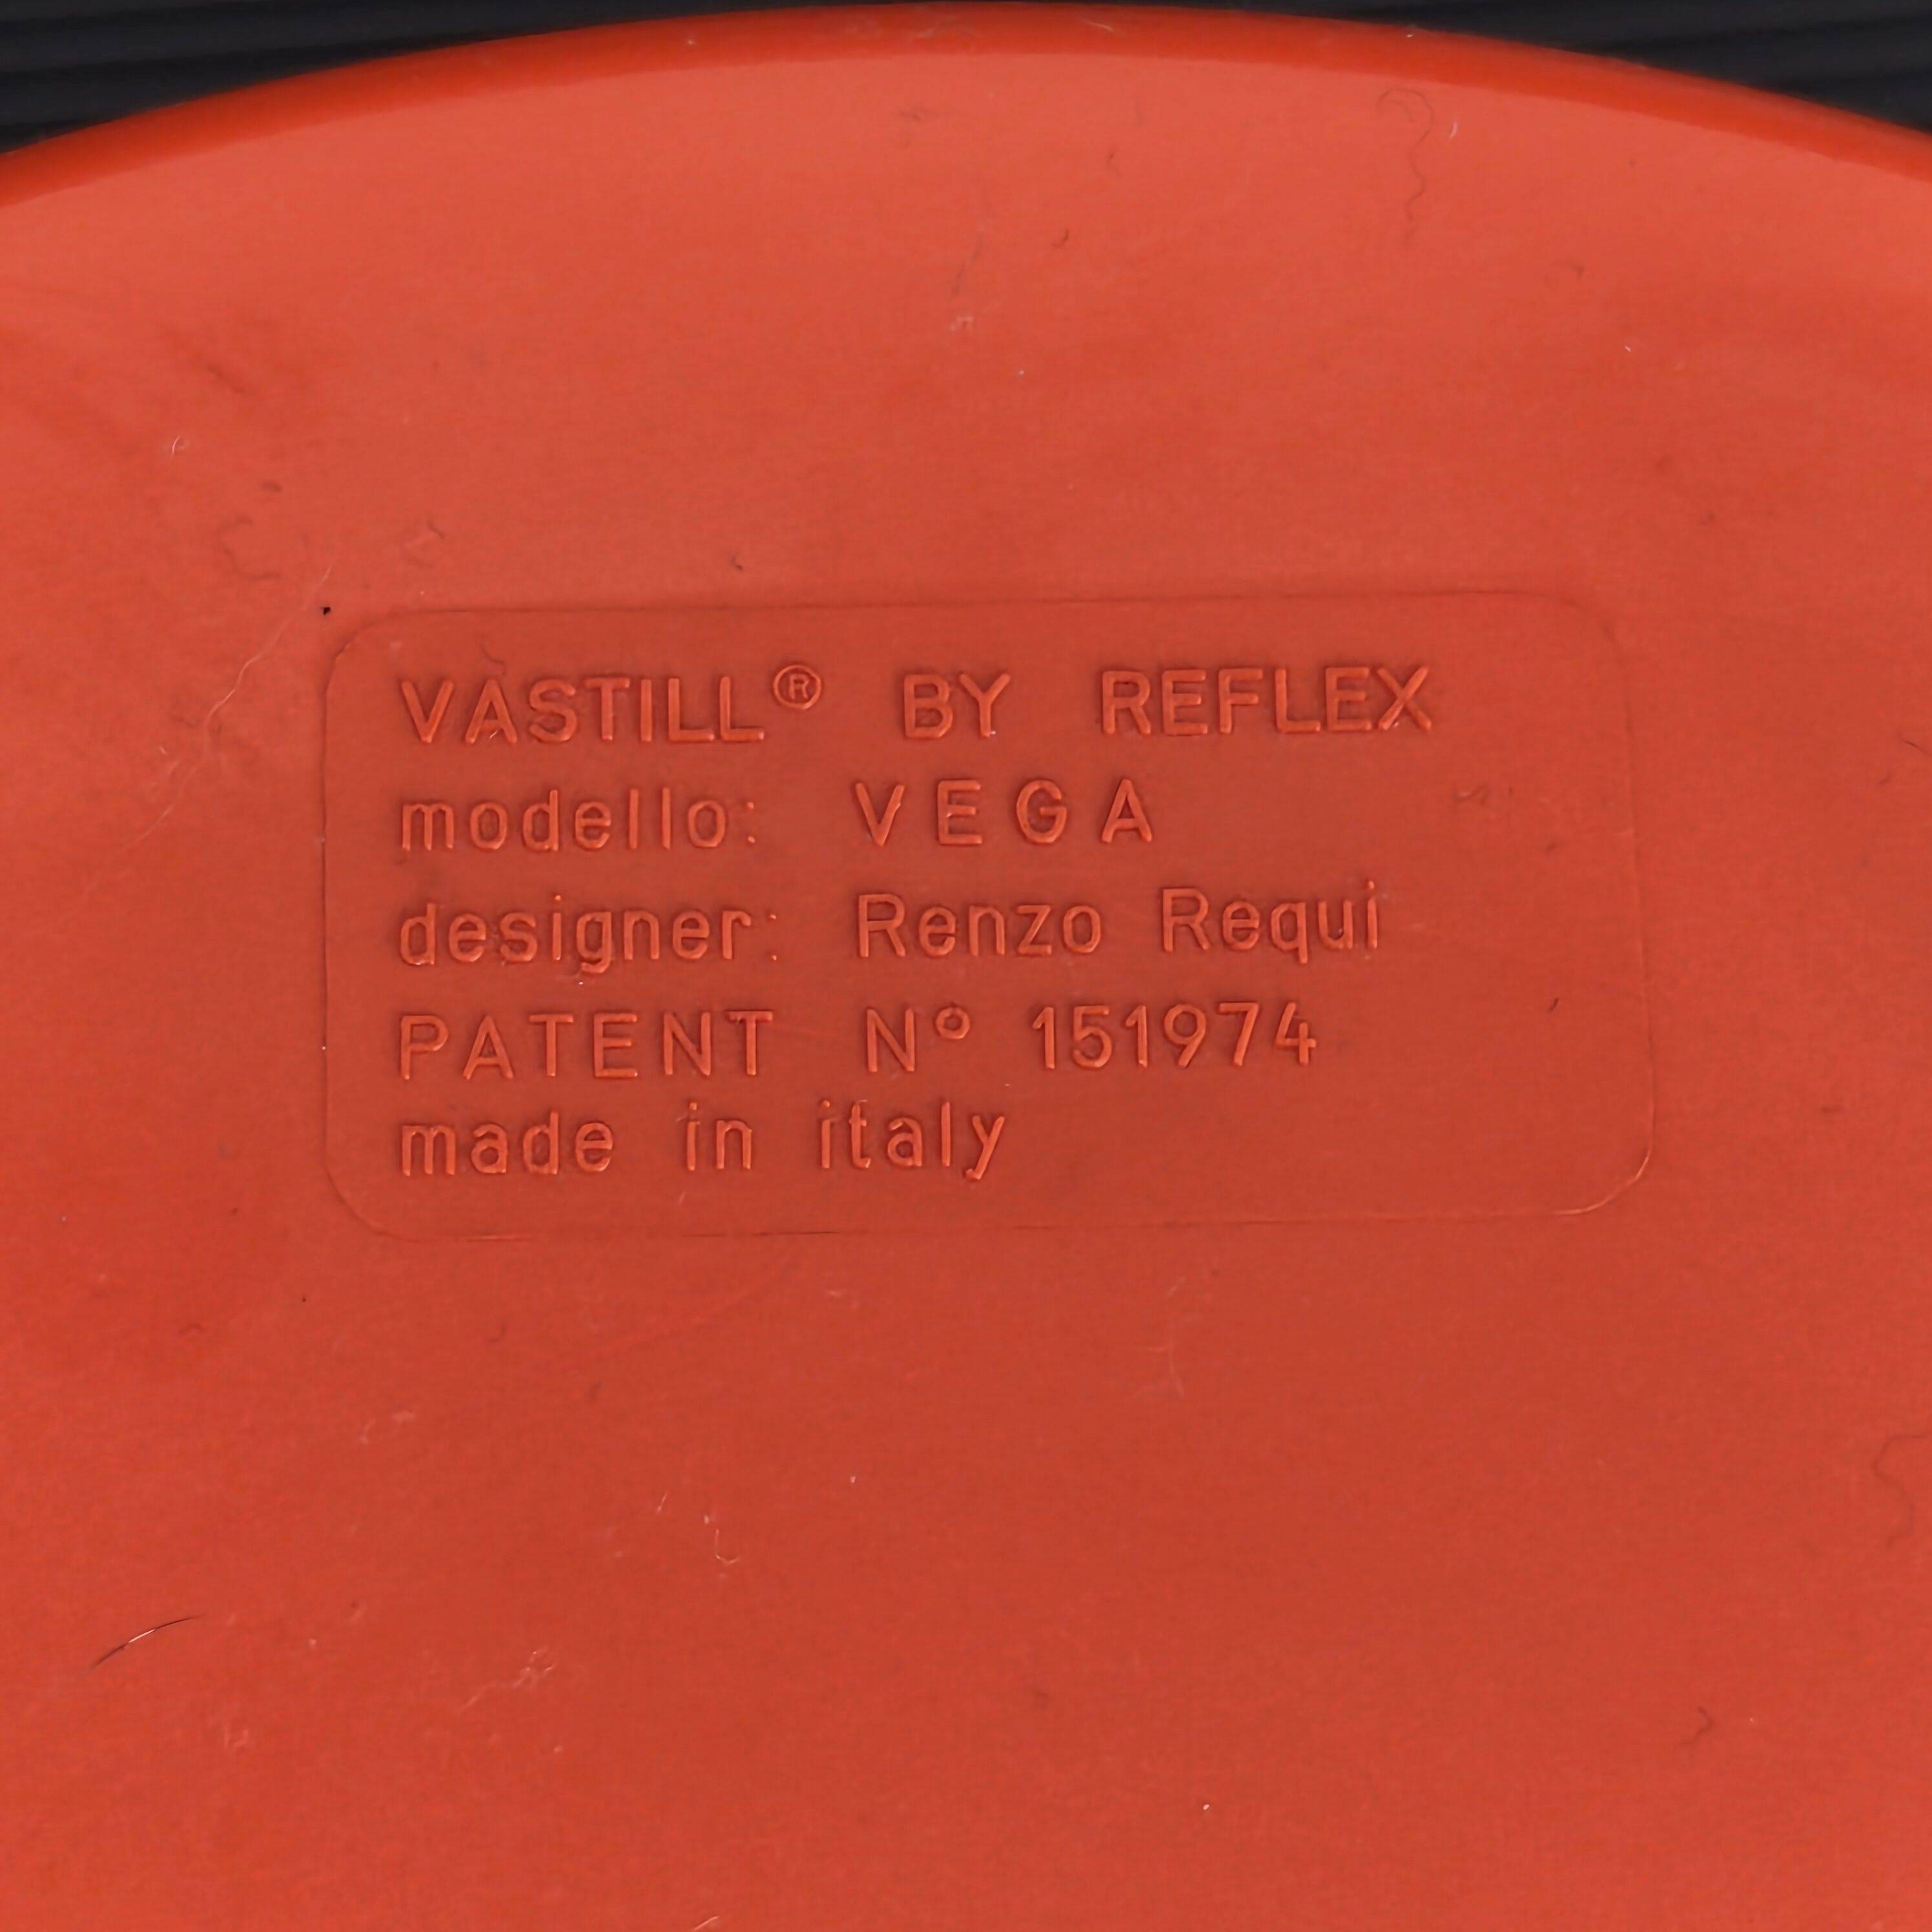 VASTILL® BY REFLEX
modello: VEGA
designer: Renzo Requi
PATENT N° 151974
made in italy